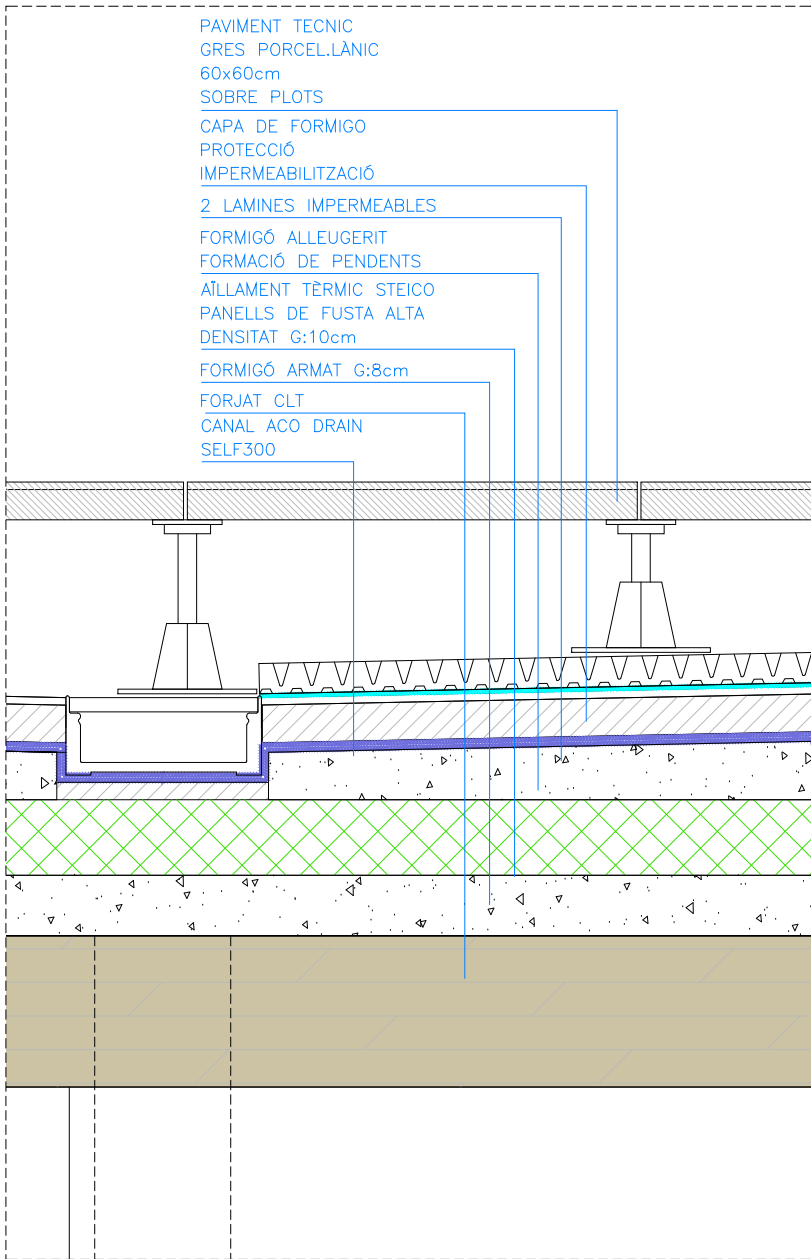 PAVIMENT TECNIC
GRES PORCEL.LÀNIC
60x60cm
SOBRE PLOTS
CAPA DE FORMIGO
PROTECCIÓ
IMPERMEABILITZACIÓ
2 LAMINES IMPERMEABLES
FORMIGÓ ALLEUGERIT
FORMACIÓ DE PENDENTS
AÏLLAMENT TÈRMIC STEICO
PANELLS DE FUSTA ALTA
DENSITAT G:10cm
FORMIGÓ ARMAT G:8cm
FORJAT CLT
CANAL ACO DRAIN
SELF300